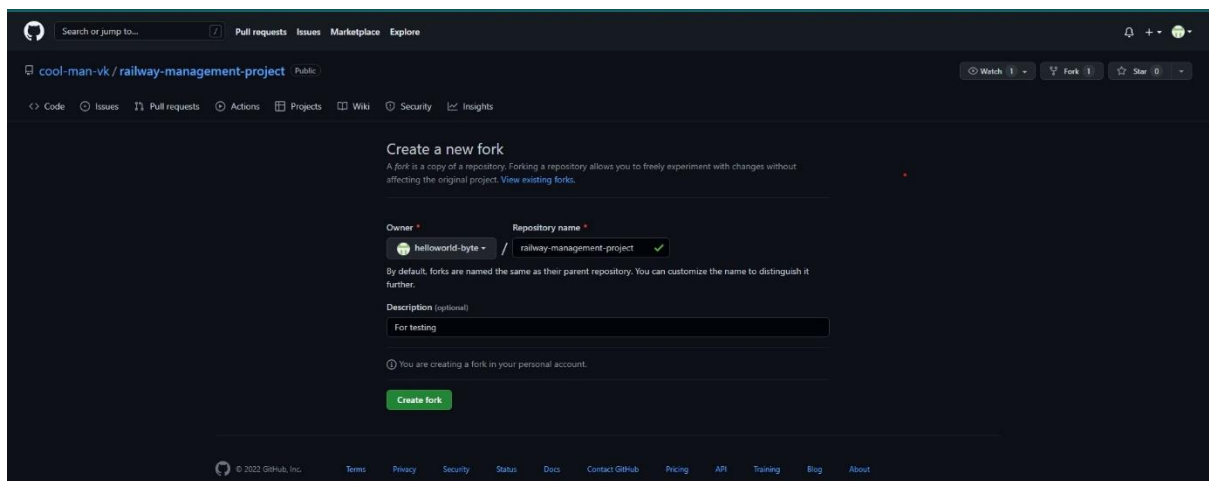 Search or jump to... / Pull requests Issues Marketplace Explore
cool-man-vk / railway-management-project Public Watch 1 Fork 1 Star 0
Code Issues Pull requests Actions Projects Wiki Security Insights
Create a new fork
A fork is a copy of a repository. Forking a repository allows you to freely experiment with changes without
affecting the original project. View existing forks.
Owner * Repository name *
helloworld-byte / railway-management-project
By default, forks are named the same as their parent repository. You can customize the name to distinguish it
further.
Description (optional)
For testing
You are creating a fork in your personal account.
Create fork
© 2022 GitHub, Inc. Terms Privacy Security Status Docs Contact GitHub Pricing API Training Blog About